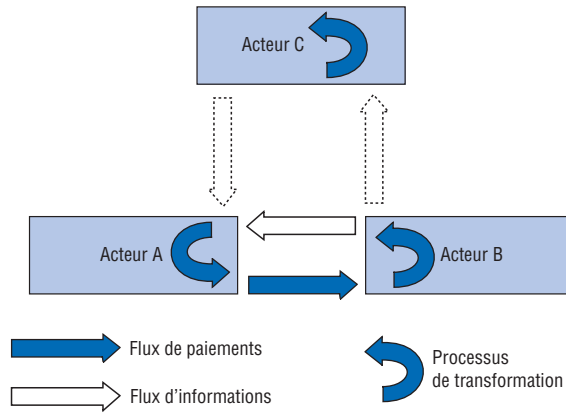 Acteur C
Acteur A
Acteur B
Flux de paiements
Flux d'informations
Processus
de transformation